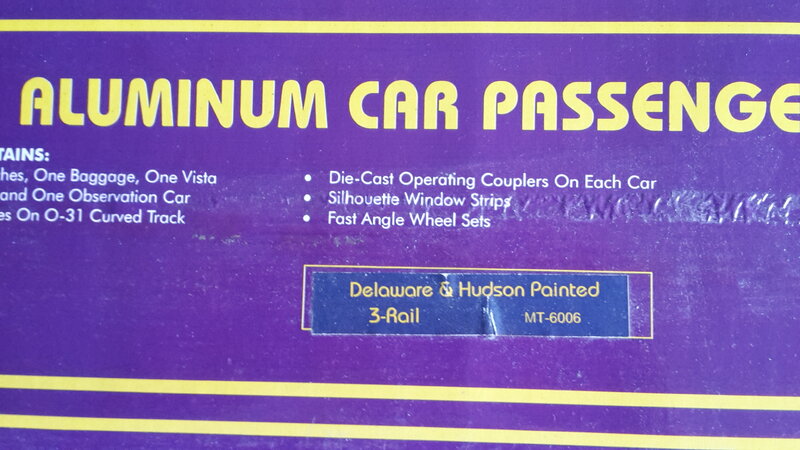 ALUMINUM CAR PASSENGE
TAINS:
hes, One Baggage, One Vista
and One Observation Car
es On O-31 Curved Track
• Die-Cast Operating Couplers On Each Car
• Silhouette Window Strips
• Fast Angle Wheel Sets
Delaware & Hudson Painted
3-Rail MT-6006